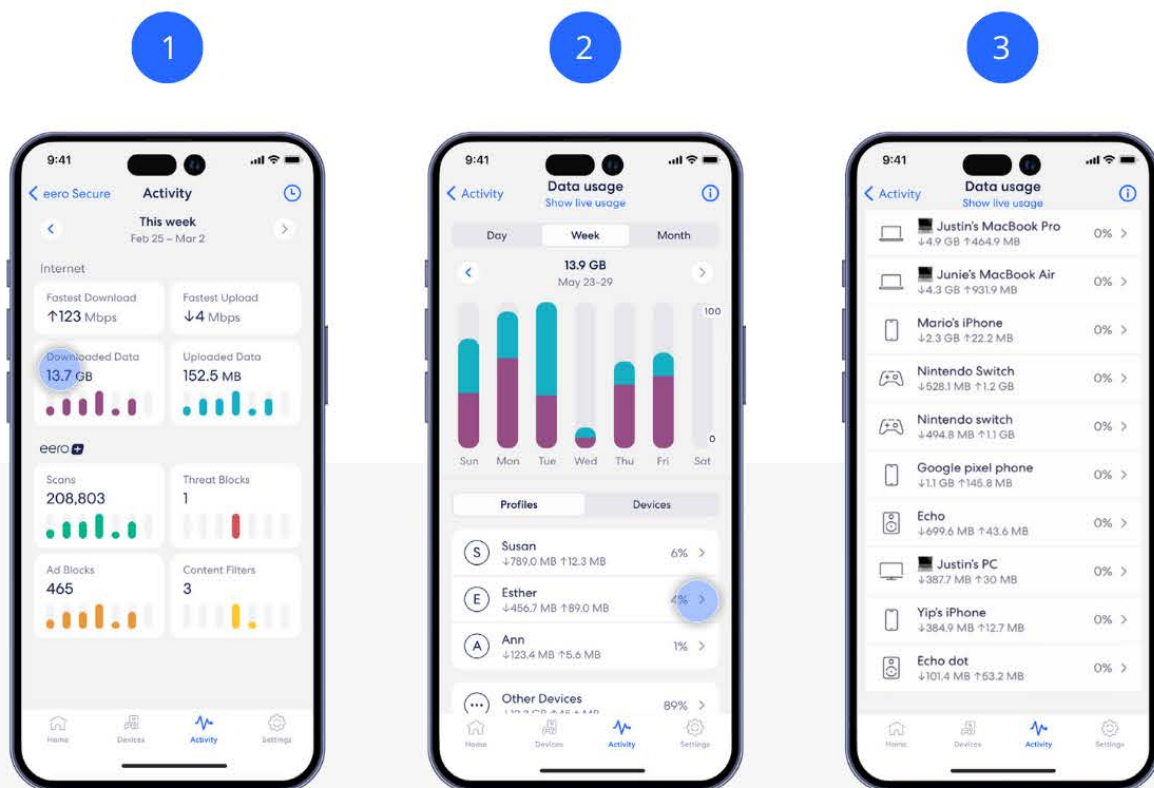 1
2
3
9:41
eero Secure
Activity
This week
Feb 25 – Mar 2
Internet
Fastest Download
↑123 Mbps
Fastest Upload
↓4 Mbps
Downloaded Data
13.7 GB
Uploaded Data
152.5 MB
eero+
Scans
208,803
Threat Blocks
1
Ad Blocks
465
Content Filters
3
Home
Devices
Activity
Settings
9:41
Activity
Data usage
Show live usage
Day
Week
Month
13.9 GB
May 23-29
100
0
Sun
Mon
Tue
Wed
Thu
Fri
Sat
Profiles
Devices
S
Susan
↓789.0 MB ↑12.3 MB
6%
E
Esther
↓456.7 MB ↑89.0 MB
4%
A
Ann
↓123.4 MB ↑5.6 MB
1%
Other Devices
89%
Home
Devices
Activity
Settings
9:41
Activity
Data usage
Show live usage
Justin's MacBook Pro
↓4.9 GB ↑464.9 MB
0%
Junie's MacBook Air
↓4.3 GB ↑931.9 MB
0%
Mario's iPhone
↓2.3 GB ↑22.2 MB
0%
Nintendo Switch
↓528.1 MB ↑1.2 GB
0%
Nintendo switch
↓494.8 MB ↑1.1 GB
0%
Google pixel phone
↓1.1 GB ↑145.8 MB
0%
Echo
↓699.6 MB ↑43.6 MB
0%
Justin's PC
↓387.7 MB ↑30 MB
0%
Yip's iPhone
↓384.9 MB ↑12.7 MB
0%
Echo dot
↓101.4 MB ↑53.2 MB
0%
Home
Devices
Activity
Settings